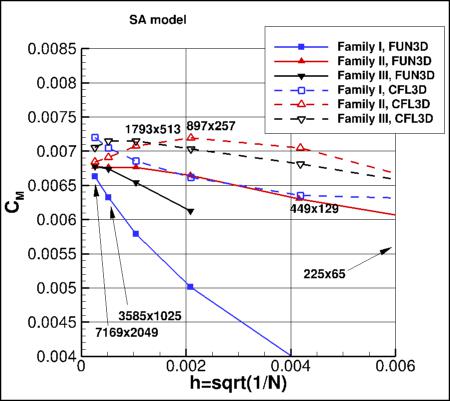 SA model
0.0085
0.008
0.0075
0.007
0.0065
0.006
0.0055
0.005
0.0045
0.004
CM
Family I, FUN3D
Family II, FUN3D
Family III, FUN3D
Family I, CFL3D
Family II, CFL3D
Family III, CFL3D
1793x513
897x257
449x129
225x65
3585x1025
7169x2049
0
0.002
0.004
0.006
h=sqrt(1/N)